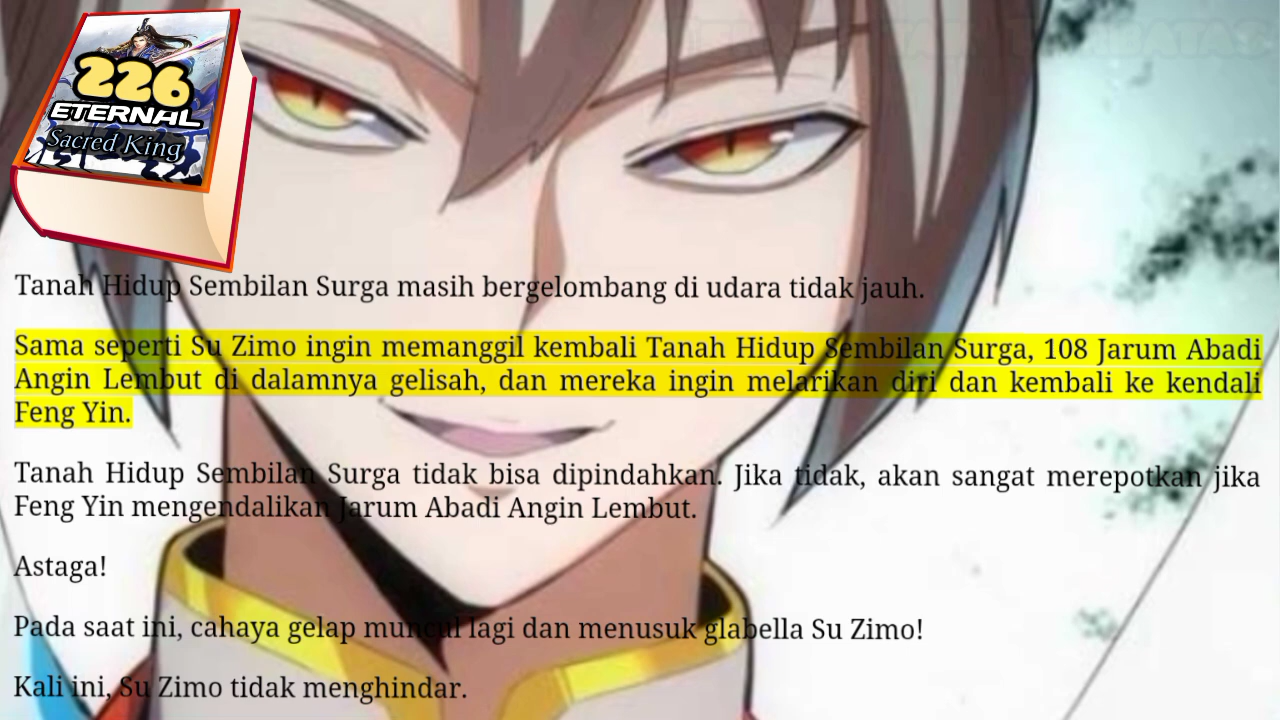 226
ETERNAL
Sacred King
Tanah Hidup Sembilan Surga masih bergelombang di udara tidak jauh.
Sama seperti Su Zimo ingin memanggil kembali Tanah Hidup Sembilan Surga, 108 Jarum Abadi
Angin Lembut di dalamnya gelisah, dan mereka ingin melarikan diri dan kembali ke kendali
Feng Yin.
Tanah Hidup Sembilan Surga tidak bisa dipindahkan. Jika tidak, akan sangat merepotkan jika
Feng Yin mengendalikan Jarum Abadi Angin Lembut.
Astaga!
Pada saat ini, cahaya gelap muncul lagi dan menusuk glabella Su Zimo!
Kali ini, Su Zimo tidak menghindar.